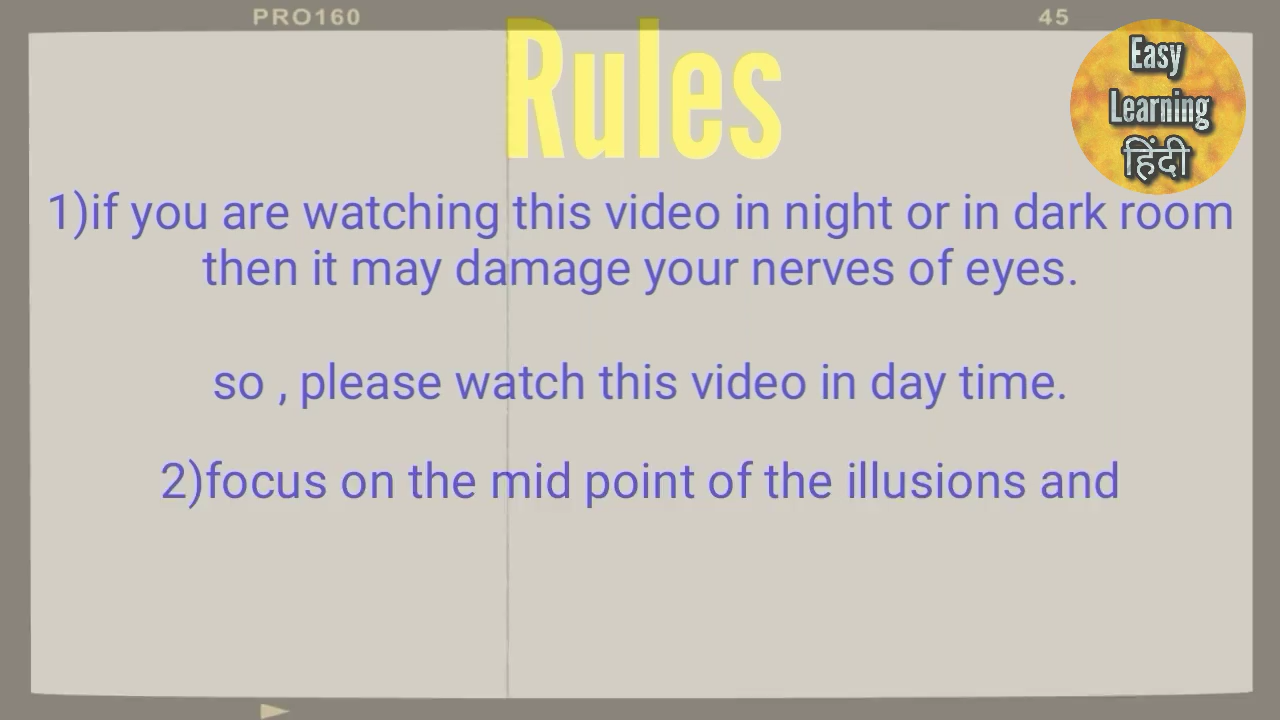 PRO160
45
Rules
Easy
Learning
हिंदी
1)if you are watching this video in night or in dark room
then it may damage your nerves of eyes.
so , please watch this video in day time.
2)focus on the mid point of the illusions and